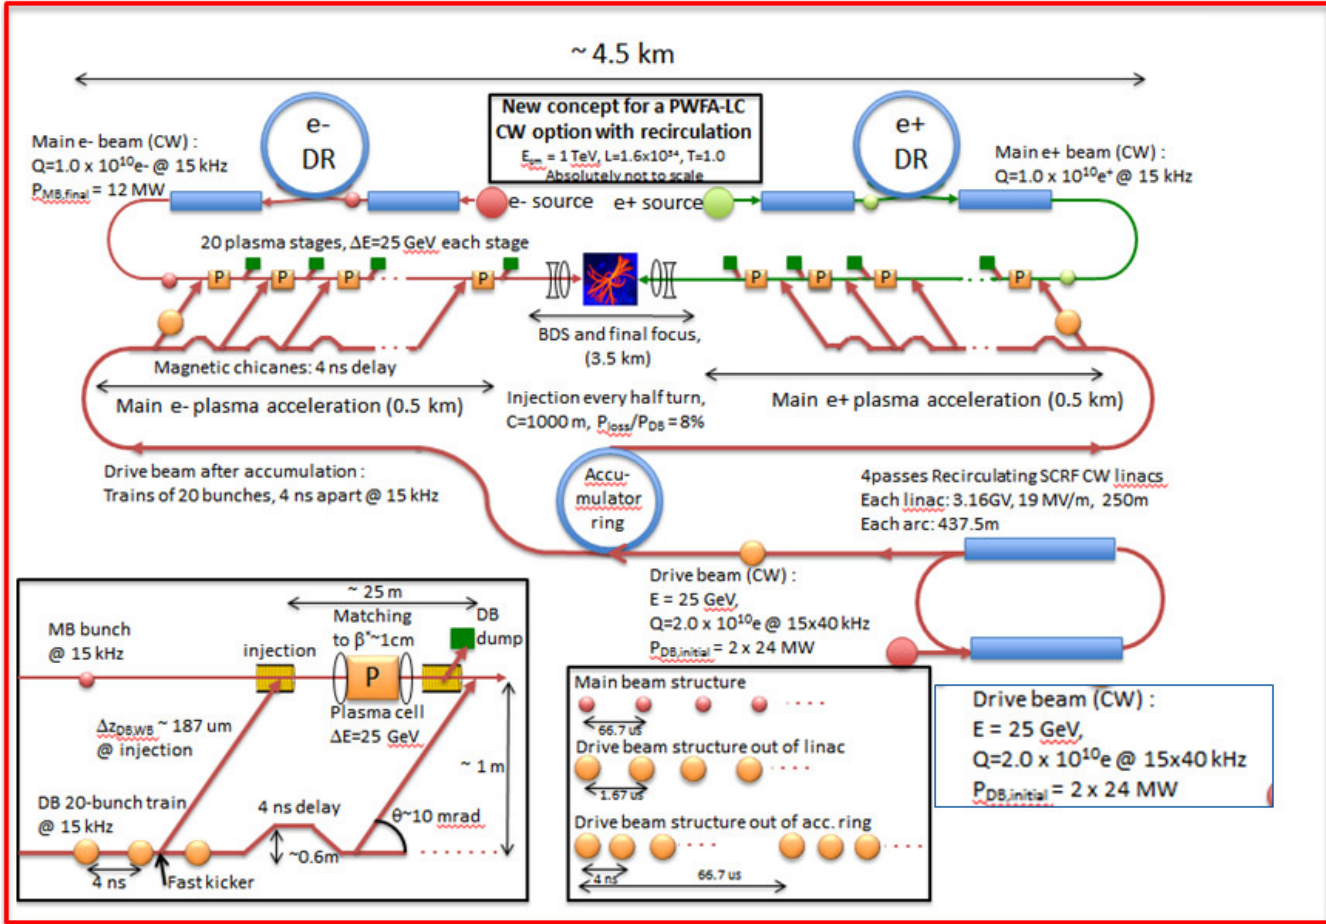 ~ 4.5 km
New concept for a PWFA-LC
CW option with recirculation
E_cm = 1 TeV, L=1.6x10³⁴, T=1.0
Absolutely not to scale
e-
DR
e+
DR
Main e- beam (CW) :
Q=1.0 x 10¹⁰e- @ 15 kHz
P_MB,final = 12 MW
Main e+ beam (CW) :
Q=1.0 x 10¹⁰e⁺ @ 15 kHz
e- source
e+ source
20 plasma stages, ΔE=25 GeV each stage
P
P
P
P
P
P
P
P
BDS and final focus,
(3.5 km)
Magnetic chicanes: 4 ns delay
Main e- plasma acceleration (0.5 km)
Injection every half turn,
C=1000 m, P_loss/P_DB = 8%
Main e+ plasma acceleration (0.5 km)
Drive beam after accumulation :
Trains of 20 bunches, 4 ns apart @ 15 kHz
Accu-
mulator
ring
4passes Recirculating SCRF CW linacs
Each linac: 3.16GV, 19 MV/m, 250m
Each arc: 437.5m
Drive beam (CW) :
E = 25 GeV,
Q=2.0 x 10¹⁰e @ 15x40 kHz
P_DB,initial = 2 x 24 MW
~ 25 m
MB bunch
@ 15 kHz
injection
Matching
to β*~1cm
DB
dump
P
Plasma cell
ΔE=25 GeV
Δz_DB,WB ~ 187 um
@ injection
~ 1 m
DB 20-bunch train
@ 15 kHz
4 ns delay
θ~10 mrad
~0.6m
4 ns
Fast kicker
Main beam structure
66.7 us
Drive beam structure out of linac
1.67 us
Drive beam structure out of acc. ring
4 ns
66.7 us
Drive beam (CW) :
E = 25 GeV,
Q=2.0 x 10¹⁰e @ 15x40 kHz
P_DB,initial = 2 x 24 MW